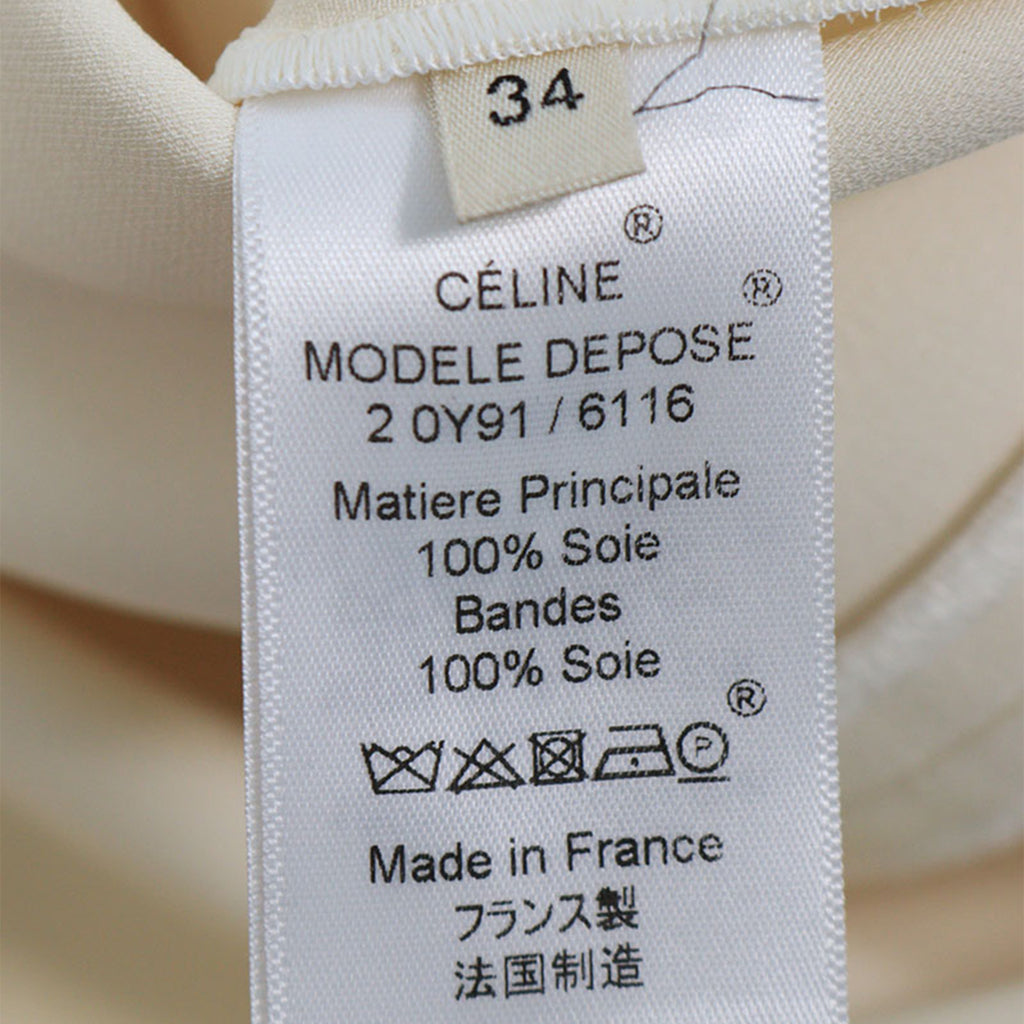 34
CÉLINE®
MODELE DEPOSE®
2 0Y91 / 6116
Matiere Principale
100% Soie
Bandes
100% Soie
®
P
Made in France
フランス製
法国制造